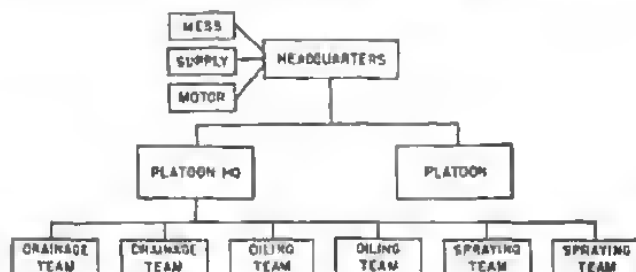 MESS
SUPPLY
HEADQUARTERS
MOTOR
PLATOON HQ
PLATOON
DRAINAGE
TEAM
DRAINAGE
TEAM
OILING
TEAM
OILING
TEAM
SPRAYING
TEAM
SPRAYING
TEAM